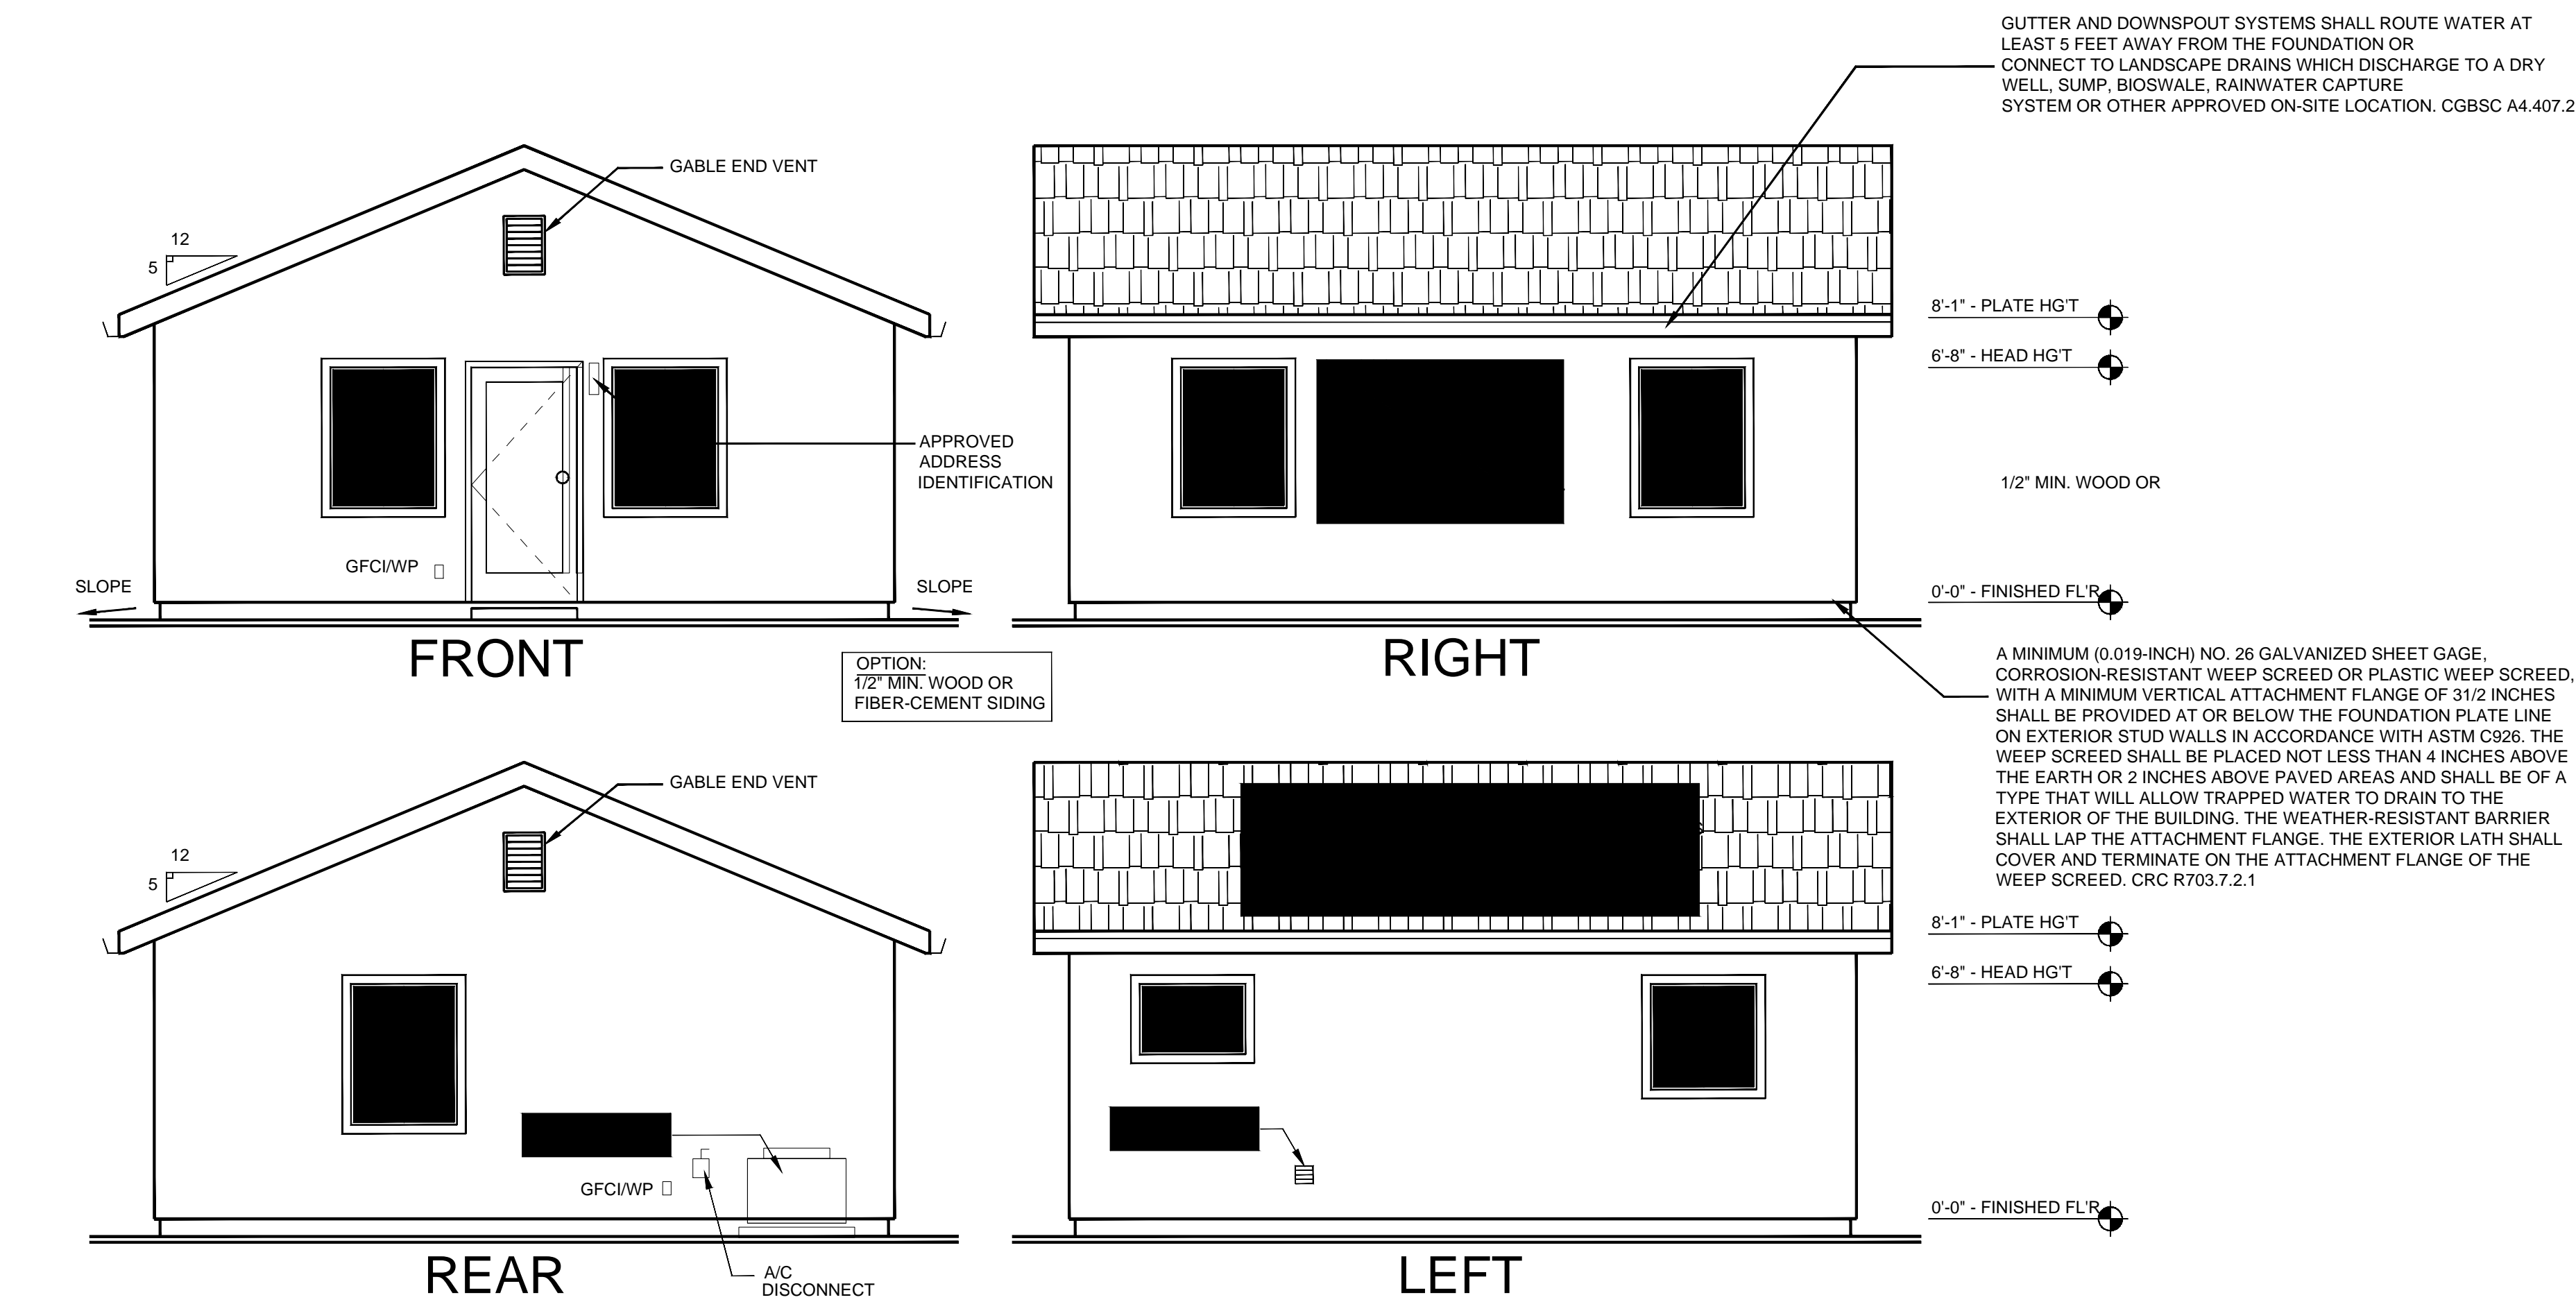 GUTTER AND DOWNSPOUT SYSTEMS SHALL ROUTE WATER AT
LEAST 5 FEET AWAY FROM THE FOUNDATION OR
CONNECT TO LANDSCAPE DRAINS WHICH DISCHARGE TO A DRY
WELL, SUMP, BIOSWALE, RAINWATER CAPTURE
SYSTEM OR OTHER APPROVED ON-SITE LOCATION. CGBSC A4.407.2
GABLE END VENT
12
5
APPROVED
ADDRESS
IDENTIFICATION
GFCI/WP
SLOPE
SLOPE
FRONT
8'-1" - PLATE HG'T
6'-8" - HEAD HG'T
1/2" MIN. WOOD OR
0'-0" - FINISHED FL'R
RIGHT
OPTION:
1/2" MIN. WOOD OR
FIBER-CEMENT SIDING
A MINIMUM (0.019-INCH) NO. 26 GALVANIZED SHEET GAGE,
CORROSION-RESISTANT WEEP SCREED OR PLASTIC WEEP SCREED,
WITH A MINIMUM VERTICAL ATTACHMENT FLANGE OF 31/2 INCHES
SHALL BE PROVIDED AT OR BELOW THE FOUNDATION PLATE LINE
ON EXTERIOR STUD WALLS IN ACCORDANCE WITH ASTM C926. THE
WEEP SCREED SHALL BE PLACED NOT LESS THAN 4 INCHES ABOVE
THE EARTH OR 2 INCHES ABOVE PAVED AREAS AND SHALL BE OF A
TYPE THAT WILL ALLOW TRAPPED WATER TO DRAIN TO THE
EXTERIOR OF THE BUILDING. THE WEATHER-RESISTANT BARRIER
SHALL LAP THE ATTACHMENT FLANGE. THE EXTERIOR LATH SHALL
COVER AND TERMINATE ON THE ATTACHMENT FLANGE OF THE
WEEP SCREED. CRC R703.7.2.1
GABLE END VENT
12
5
GFCI/WP
A/C
DISCONNECT
REAR
8'-1" - PLATE HG'T
6'-8" - HEAD HG'T
0'-0" - FINISHED FL'R
LEFT